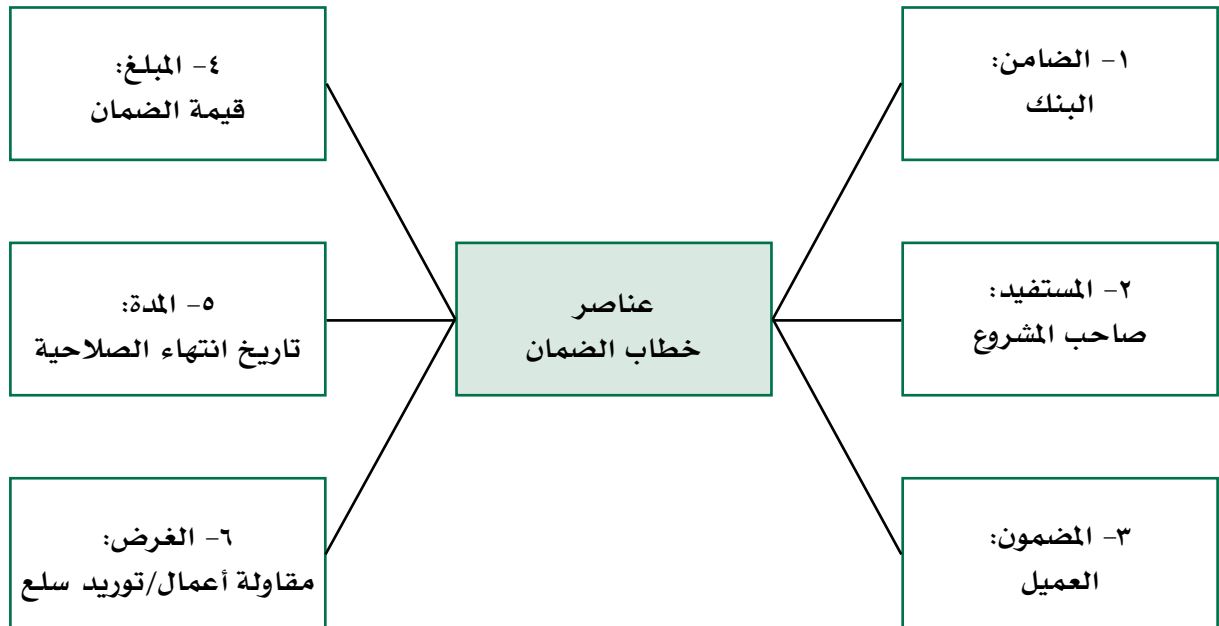 عناصر
خطاب الضمان
١- الضامن:
البنك
٢- المستفيد:
صاحب المشروع
٣- المضمون:
العميل
٤- المبلغ:
قيمة الضمان
٥- المدة:
تاريخ انتهاء الصلاحية
٦- الغرض:
مقاولة أعمال/توريد سلع